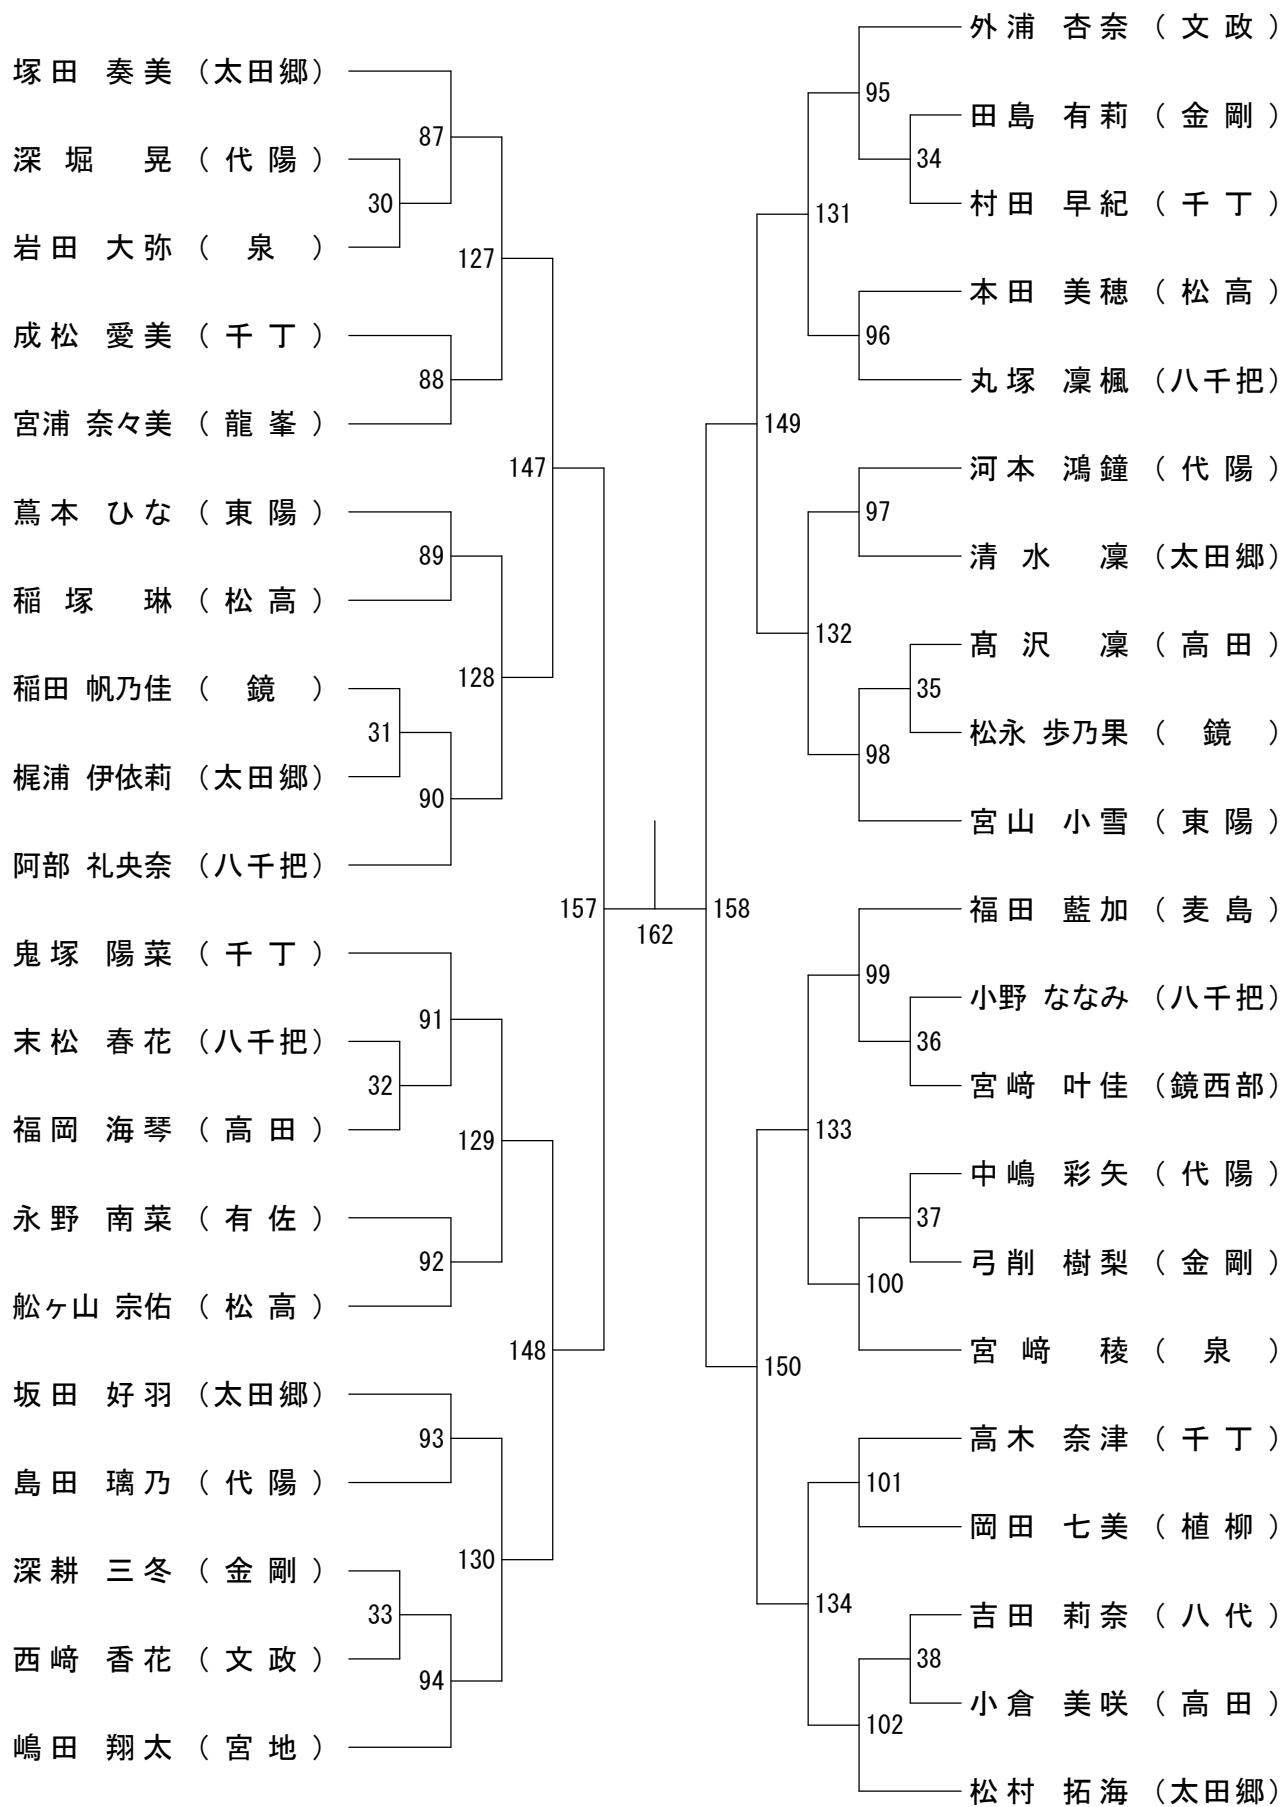 塚田 奏美 (太田郷)
87
深堀 晃 (代陽)
30
岩田 大弥 (泉)
127
成松 愛美 (千丁)
88
宮浦 奈々美 (龍峯)
147
蔦本 ひな (東陽)
89
稲塚 琳 (松高)
128
稲田 帆乃佳 (鏡)
31
梶浦 伊依莉 (太田郷)
90
阿部 礼央奈 (八千把)
157
鬼塚 陽菜 (千丁)
91
末松 春花 (八千把)
32
福岡 海琴 (高田)
129
永野 南菜 (有佐)
92
舩ヶ山 宗佑 (松高)
148
坂田 好羽 (太田郷)
93
島田 璃乃 (代陽)
130
深耕 三冬 (金剛)
33
西﨑 香花 (文政)
94
嶋田 翔太 (宮地)
162
外浦 杏奈 (文政)
95
田島 有莉 (金剛)
34
村田 早紀 (千丁)
131
本田 美穂 (松高)
96
丸塚 凜楓 (八千把)
149
河本 鴻鐘 (代陽)
97
清水 凜 (太田郷)
132
髙沢 凜 (高田)
35
松永 歩乃果 (鏡)
98
宮山 小雪 (東陽)
158
福田 藍加 (麦島)
99
小野 ななみ (八千把)
36
宮﨑 叶佳 (鏡西部)
133
中嶋 彩矢 (代陽)
37
弓削 樹梨 (金剛)
100
宮﨑 稜 (泉)
150
高木 奈津 (千丁)
101
岡田 七美 (植柳)
134
吉田 莉奈 (八代)
38
小倉 美咲 (高田)
102
松村 拓海 (太田郷)